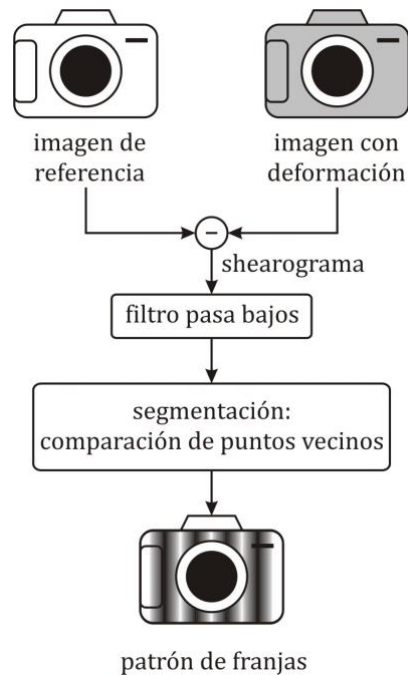 imagen de
referencia
imagen con
deformación
−
shearograma
filtro pasa bajos
segmentación:
comparación de puntos vecinos
patrón de franjas